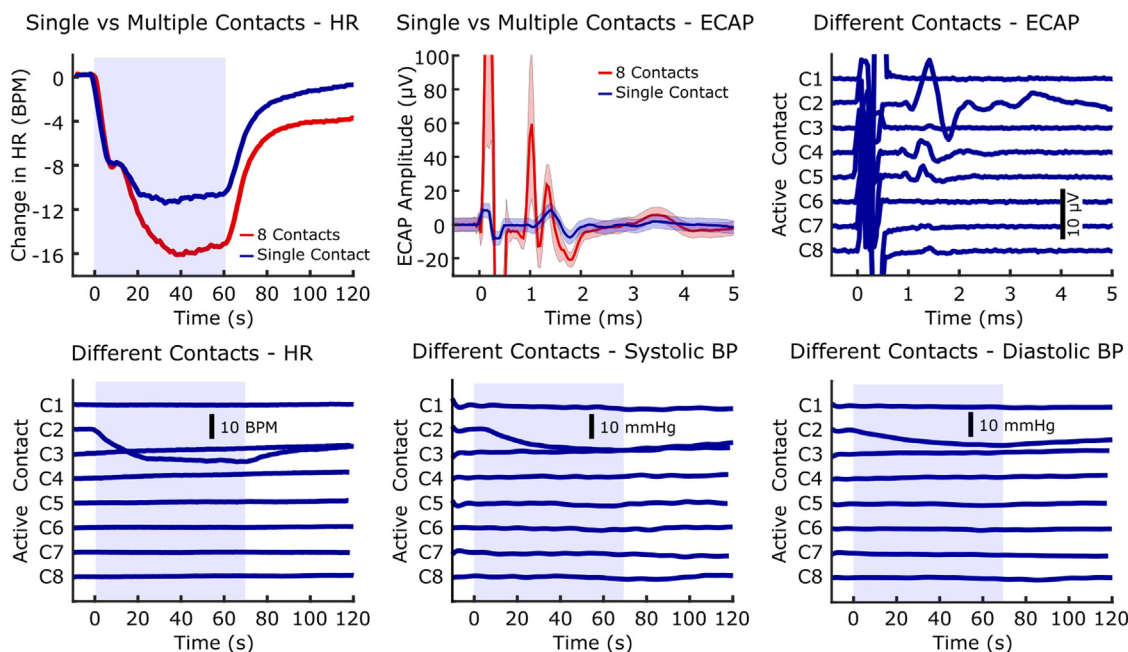 Single vs Multiple Contacts - HR
Change in HR (BPM)
0
-4
-8
-12
-16
8 Contacts
Single Contact
0 20 40 60 80 100 120
Time (s)
Single vs Multiple Contacts - ECAP
ECAP Amplitude (µV)
100
80
60
40
20
0
-20
8 Contacts
Single Contact
0 1 2 3 4 5
Time (ms)
Different Contacts - ECAP
Active Contact
C1
C2
C3
C4
C5
C6
C7
C8
10 µV
0 1 2 3 4 5
Time (ms)
Different Contacts - HR
Active Contact
C1
C2
C3
C4
C5
C6
C7
C8
10 BPM
0 20 40 60 80 100 120
Time (s)
Different Contacts - Systolic BP
Active Contact
C1
C2
C3
C4
C5
C6
C7
C8
10 mmHg
0 20 40 60 80 100 120
Time (s)
Different Contacts - Diastolic BP
Active Contact
C1
C2
C3
C4
C5
C6
C7
C8
10 mmHg
0 20 40 60 80 100 120
Time (s)